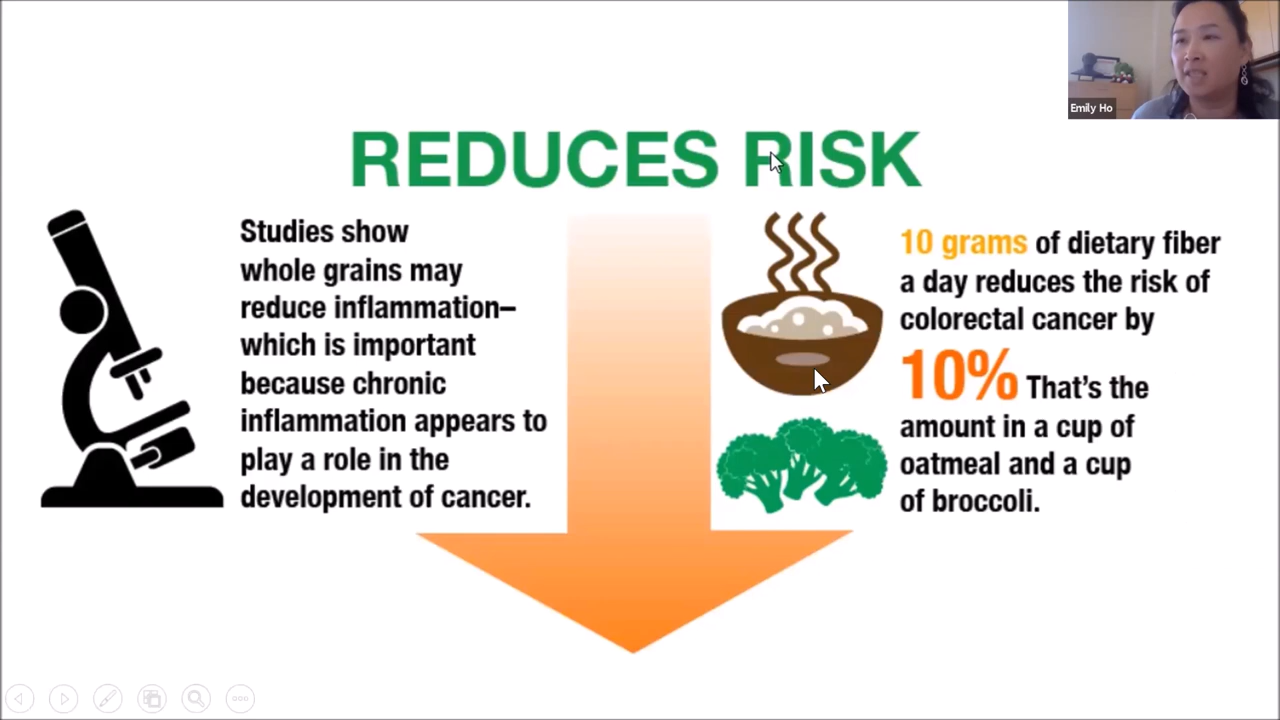 Emily Ho
REDUCES RISK
Studies show
whole grains may
reduce inflammation–
which is important
because chronic
inflammation appears to
play a role in the
development of cancer.
10 grams of dietary fiber
a day reduces the risk of
colorectal cancer by
10% That’s the
amount in a cup of
oatmeal and a cup
of broccoli.